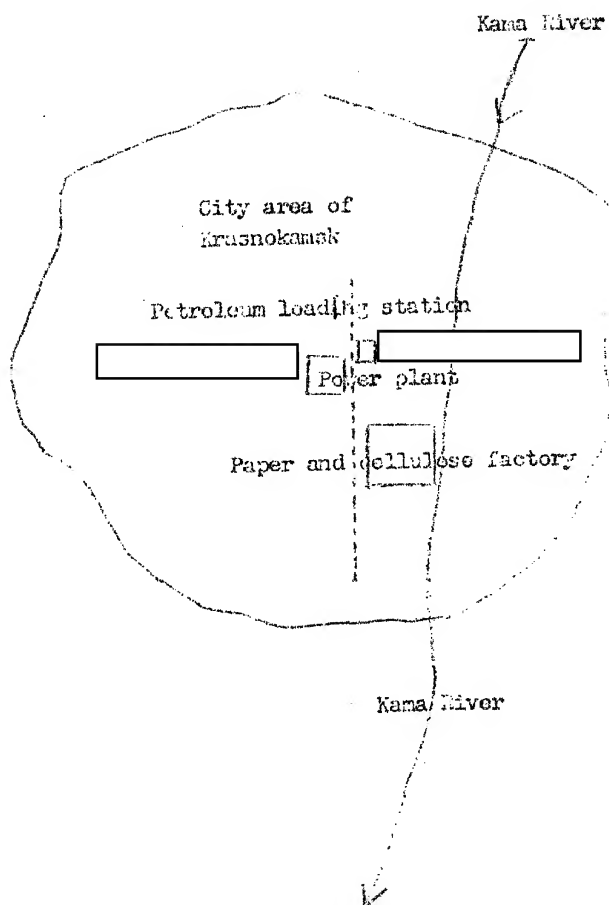 Kama River
City area of
Krasnokamsk
Petroleum loading station
Power plant
Paper and cellulose factory
Kama River